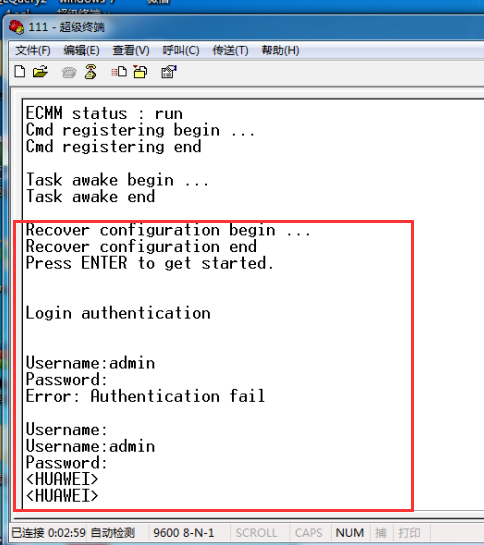 111 - 超级终端
文件(F) 编辑(E) 查看(V) 呼叫(C) 传送(T) 帮助(H)
ECMM status : run
Cmd registering begin ...
Cmd registering end
Task awake begin ...
Task awake end
Recover configuration begin ...
Recover configuration end
Press ENTER to get started.
Login authentication
Username:admin
Password:
Error: Authentication fail
Username:
Username:admin
Password:
<HUAWEI>
<HUAWEI>
已连接 0:02:59 自动检测 9600 8-N-1 SCROLL CAPS NUM 捕 打印